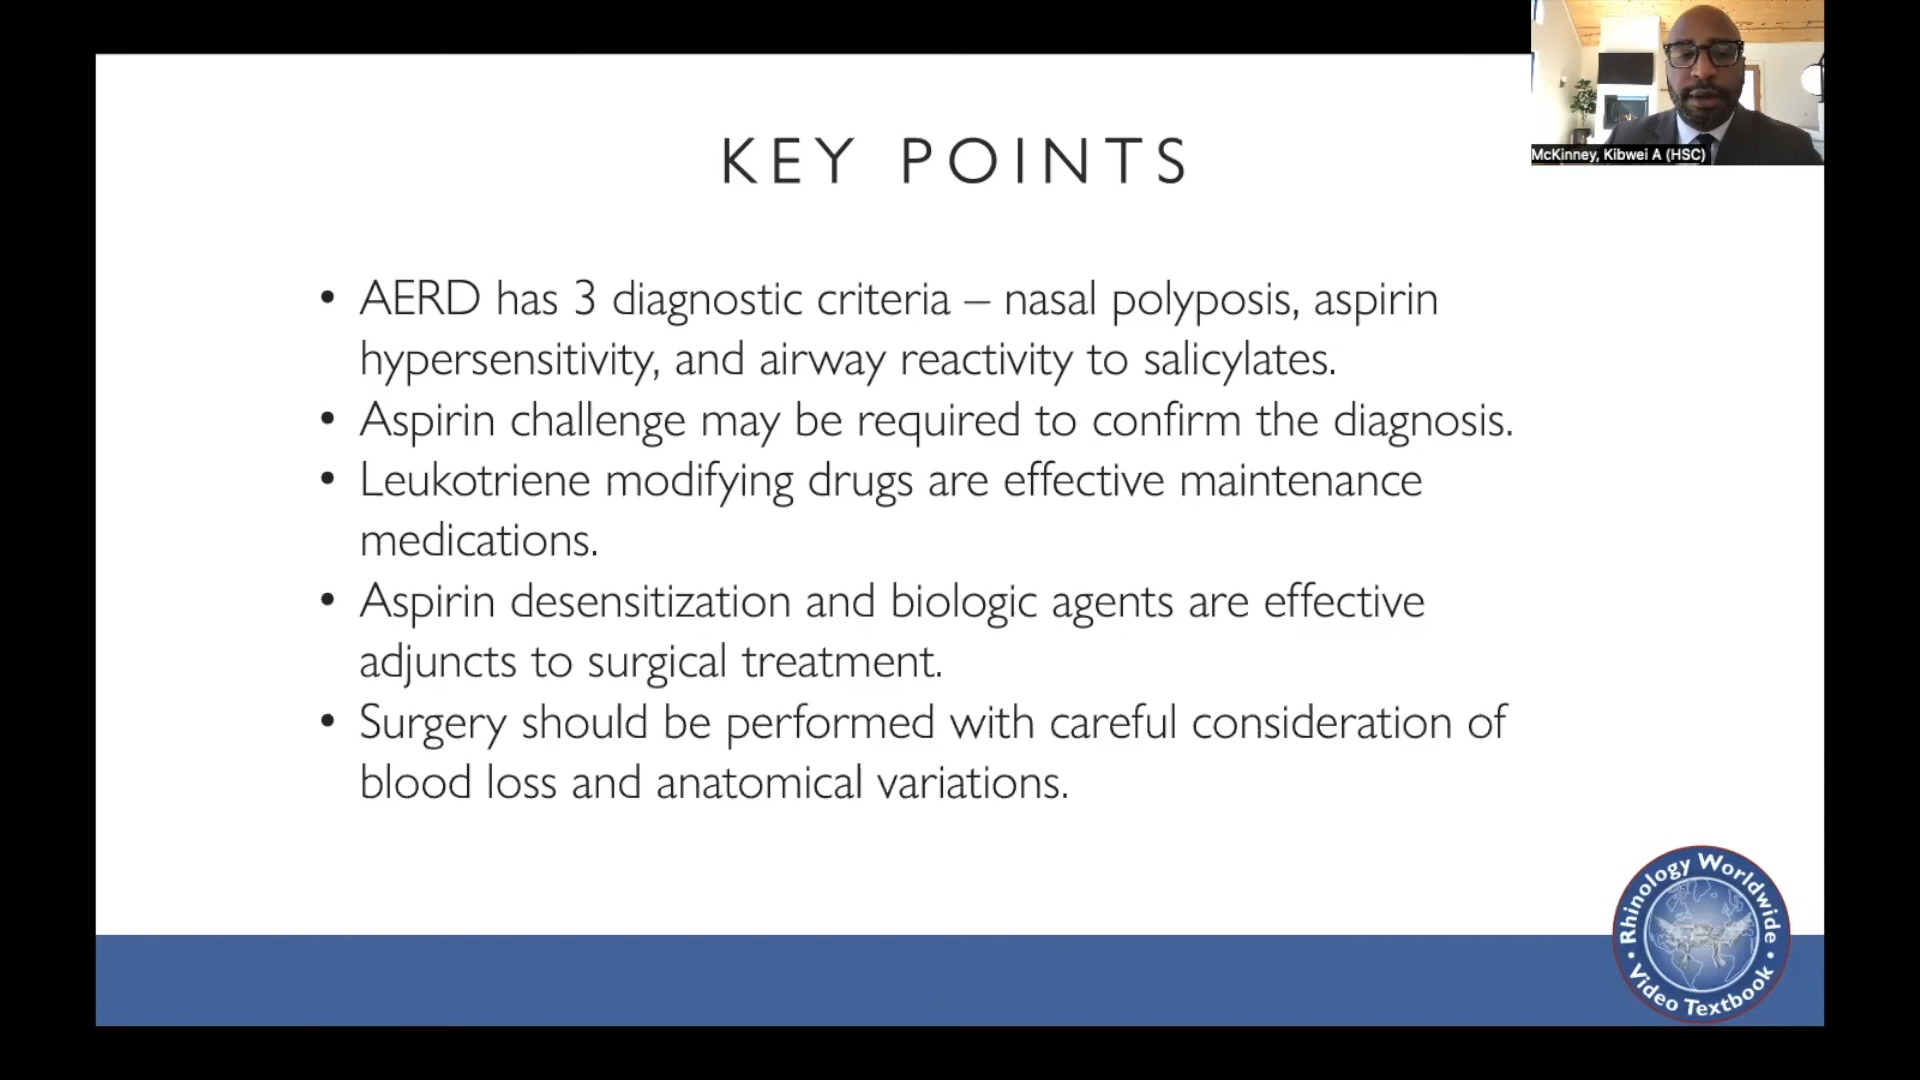 McKinney, Kibwei A (HSC)
KEY POINTS
• AERD has 3 diagnostic criteria – nasal polyposis, aspirin
hypersensitivity, and airway reactivity to salicylates.
• Aspirin challenge may be required to confirm the diagnosis.
• Leukotriene modifying drugs are effective maintenance
medications.
• Aspirin desensitization and biologic agents are effective
adjuncts to surgical treatment.
• Surgery should be performed with careful consideration of
blood loss and anatomical variations.
Rhinology Worldwide
• Video Textbook •